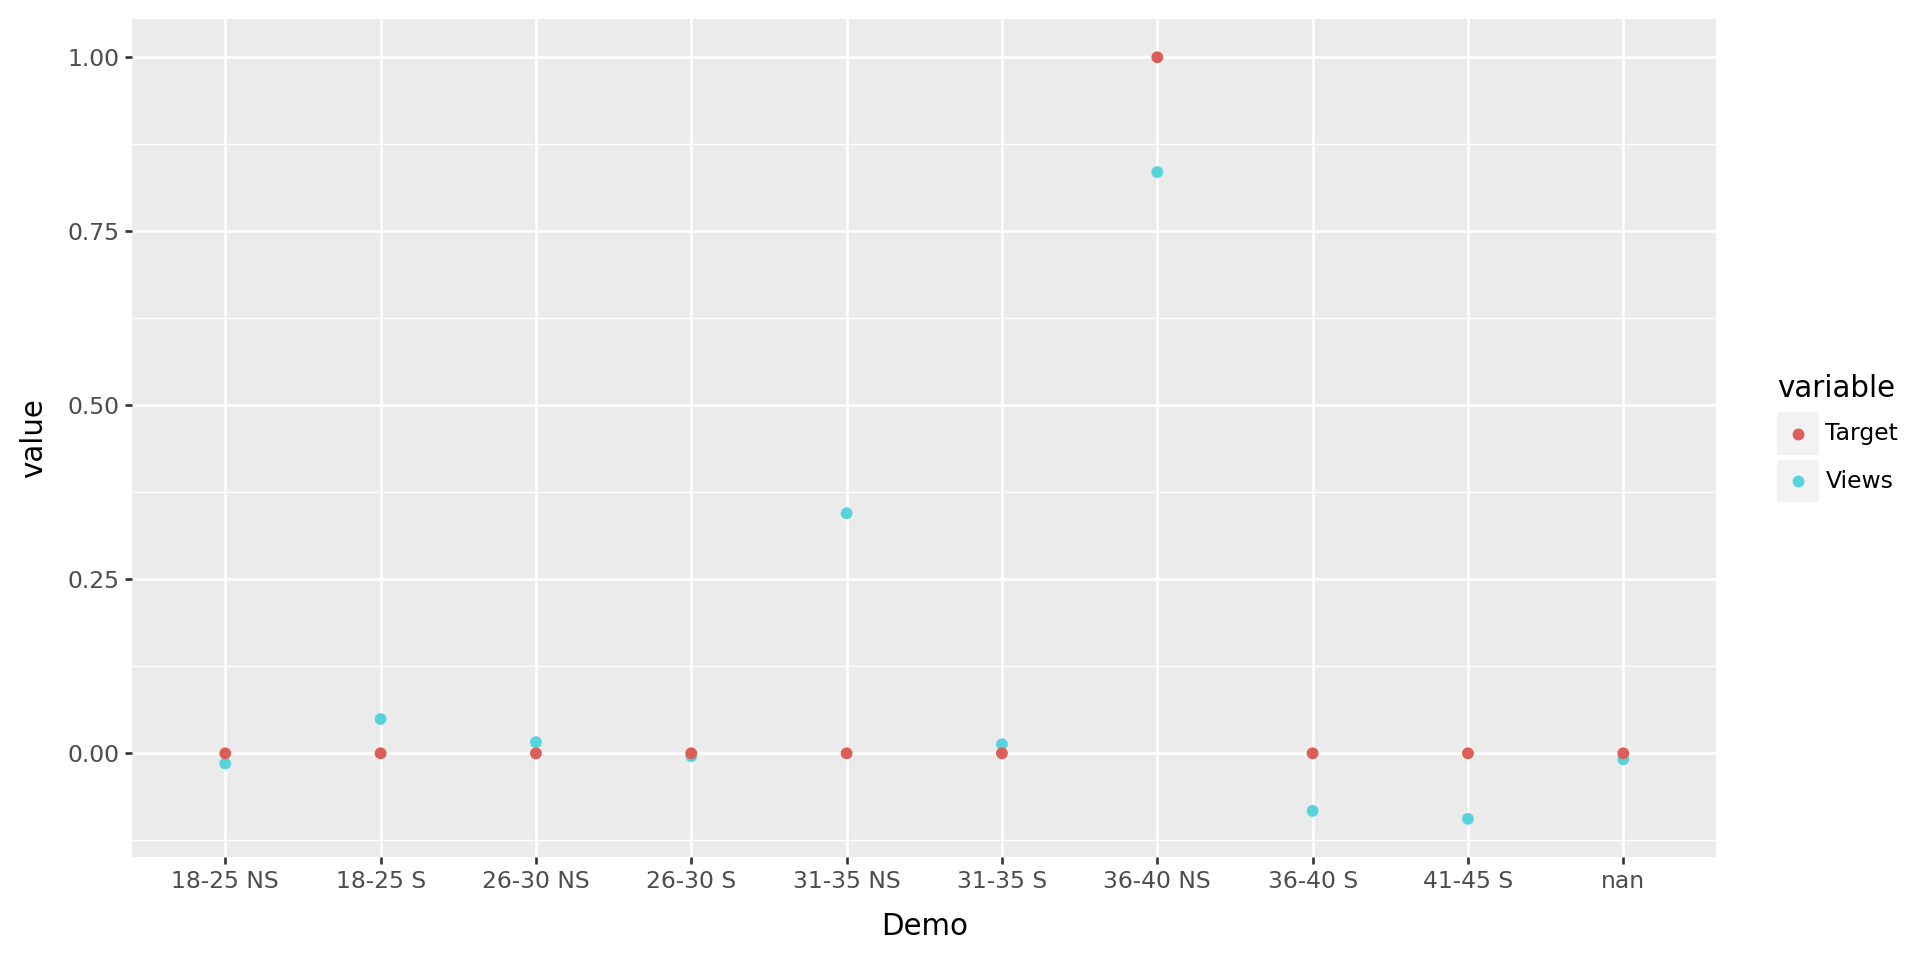 1.00
0.75
0.50
0.25
0.00
value
18-25 NS 18-25 S 26-30 NS 26-30 S 31-35 NS 31-35 S 36-40 NS 36-40 S 41-45 S nan
Demo
variable
Target
Views